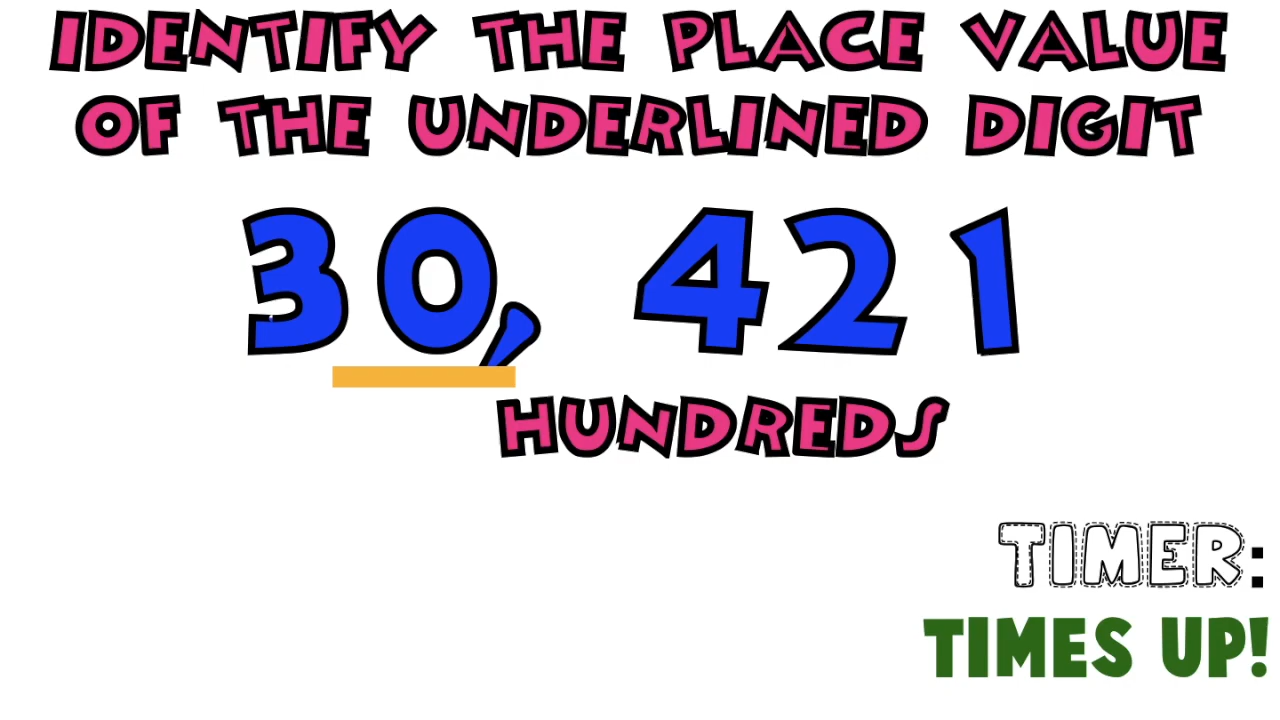 IDENTIFY THE PLACE VALUE
OF THE UNDERLINED DIGIT
30, 421
HUNDREDS
TIMER:
TIMES UP!